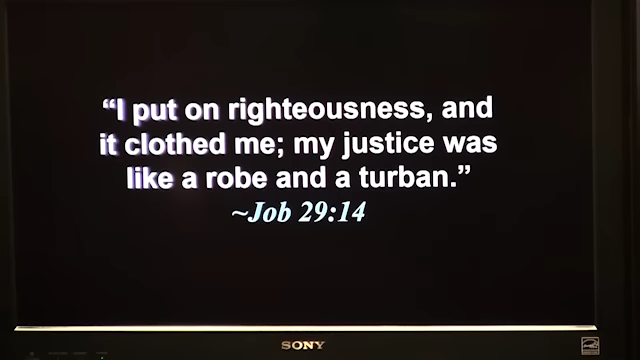 “I put on righteousness, and
it clothed me; my justice was
like a robe and a turban.”
~Job 29:14
SONY